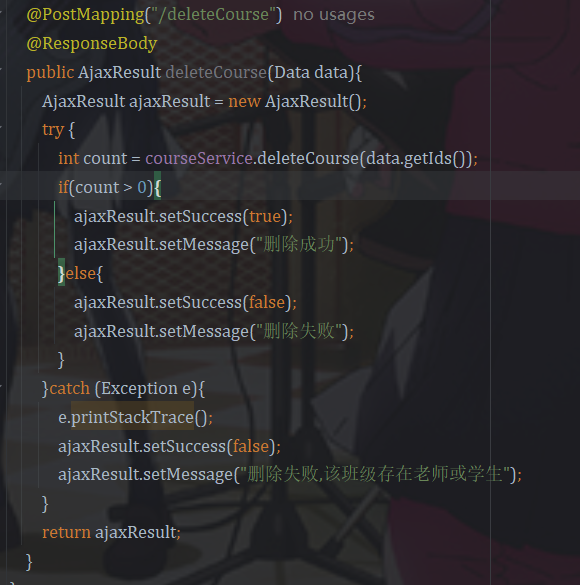 @PostMapping("/deleteCourse")  no usages
@ResponseBody
public AjaxResult deleteCourse(Data data){
AjaxResult ajaxResult = new AjaxResult();
try {
int count = courseService.deleteCourse(data.getIds());
if(count > 0){
ajaxResult.setSuccess(true);
ajaxResult.setMessage("删除成功");
}else{
ajaxResult.setSuccess(false);
ajaxResult.setMessage("删除失败");
}
}catch (Exception e){
e.printStackTrace();
ajaxResult.setSuccess(false);
ajaxResult.setMessage("删除失败,该班级存在老师或学生");
}
return ajaxResult;
}